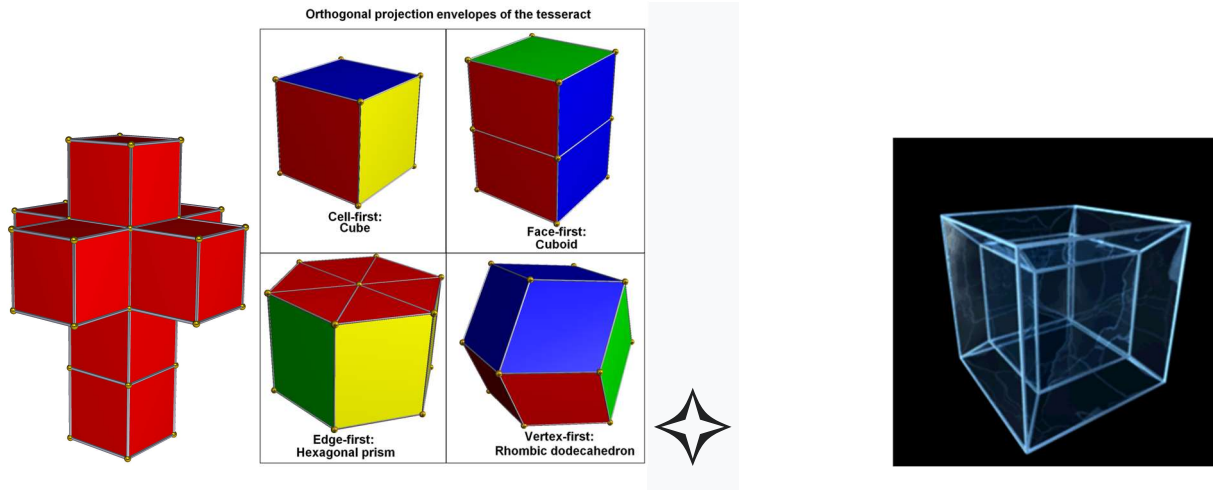 Orthogonal projection envelopes of the tesseract
Cell-first:
Cube
Face-first:
Cuboid
Edge-first:
Hexagonal prism
Vertex-first:
Rhombic dodecahedron